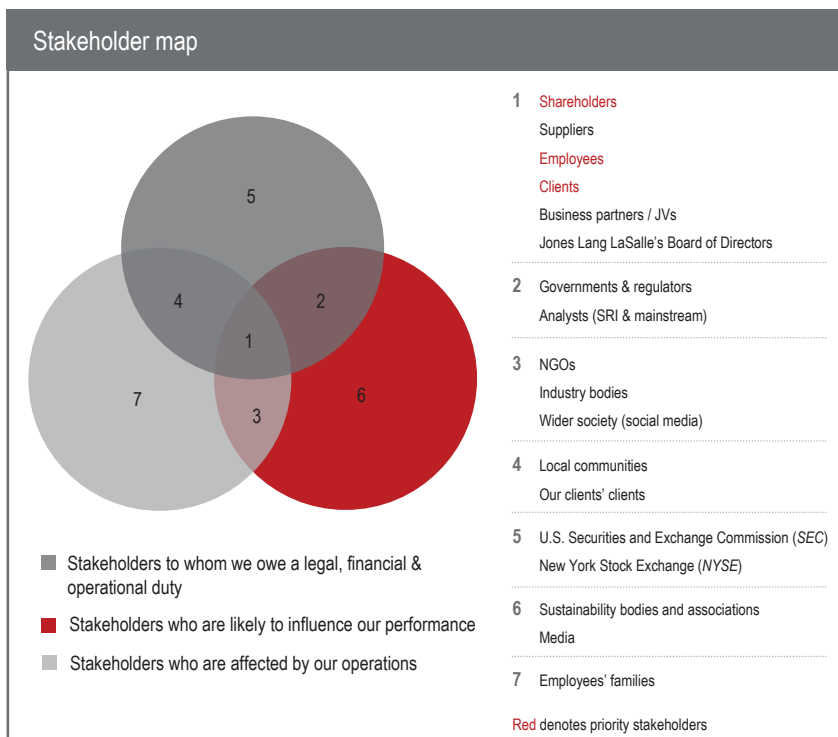 Stakeholder map
5
4
2
1
7
6
3
Stakeholders to whom we owe a legal, financial &
operational duty
Stakeholders who are likely to influence our performance
Stakeholders who are affected by our operations
1 Shareholders
Suppliers
Employees
Clients
Business partners / JVs
Jones Lang LaSalle’s Board of Directors
2 Governments & regulators
Analysts (SRI & mainstream)
3 NGOs
Industry bodies
Wider society (social media)
4 Local communities
Our clients’ clients
5 U.S. Securities and Exchange Commission (SEC)
New York Stock Exchange (NYSE)
6 Sustainability bodies and associations
Media
7 Employees’ families
Red denotes priority stakeholders